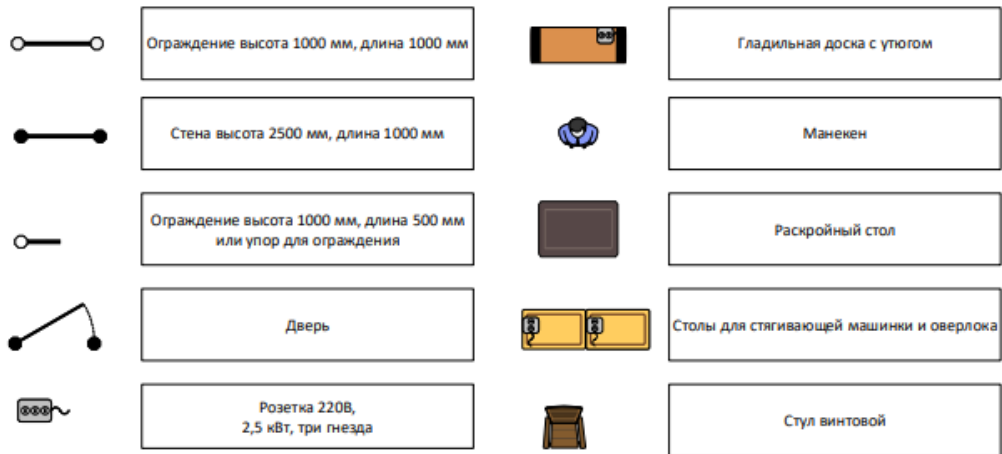 Ограждение высота 1000 мм, длина 1000 мм
Гладильная доска с утюгом
Стена высота 2500 мм, длина 1000 мм
Манекен
Ограждение высота 1000 мм, длина 500 мм
или упор для ограждения
Раскройный стол
Дверь
Столы для стягивающей машинки и оверлока
Розетка 220В,
2,5 кВт, три гнезда
Стул винтовой